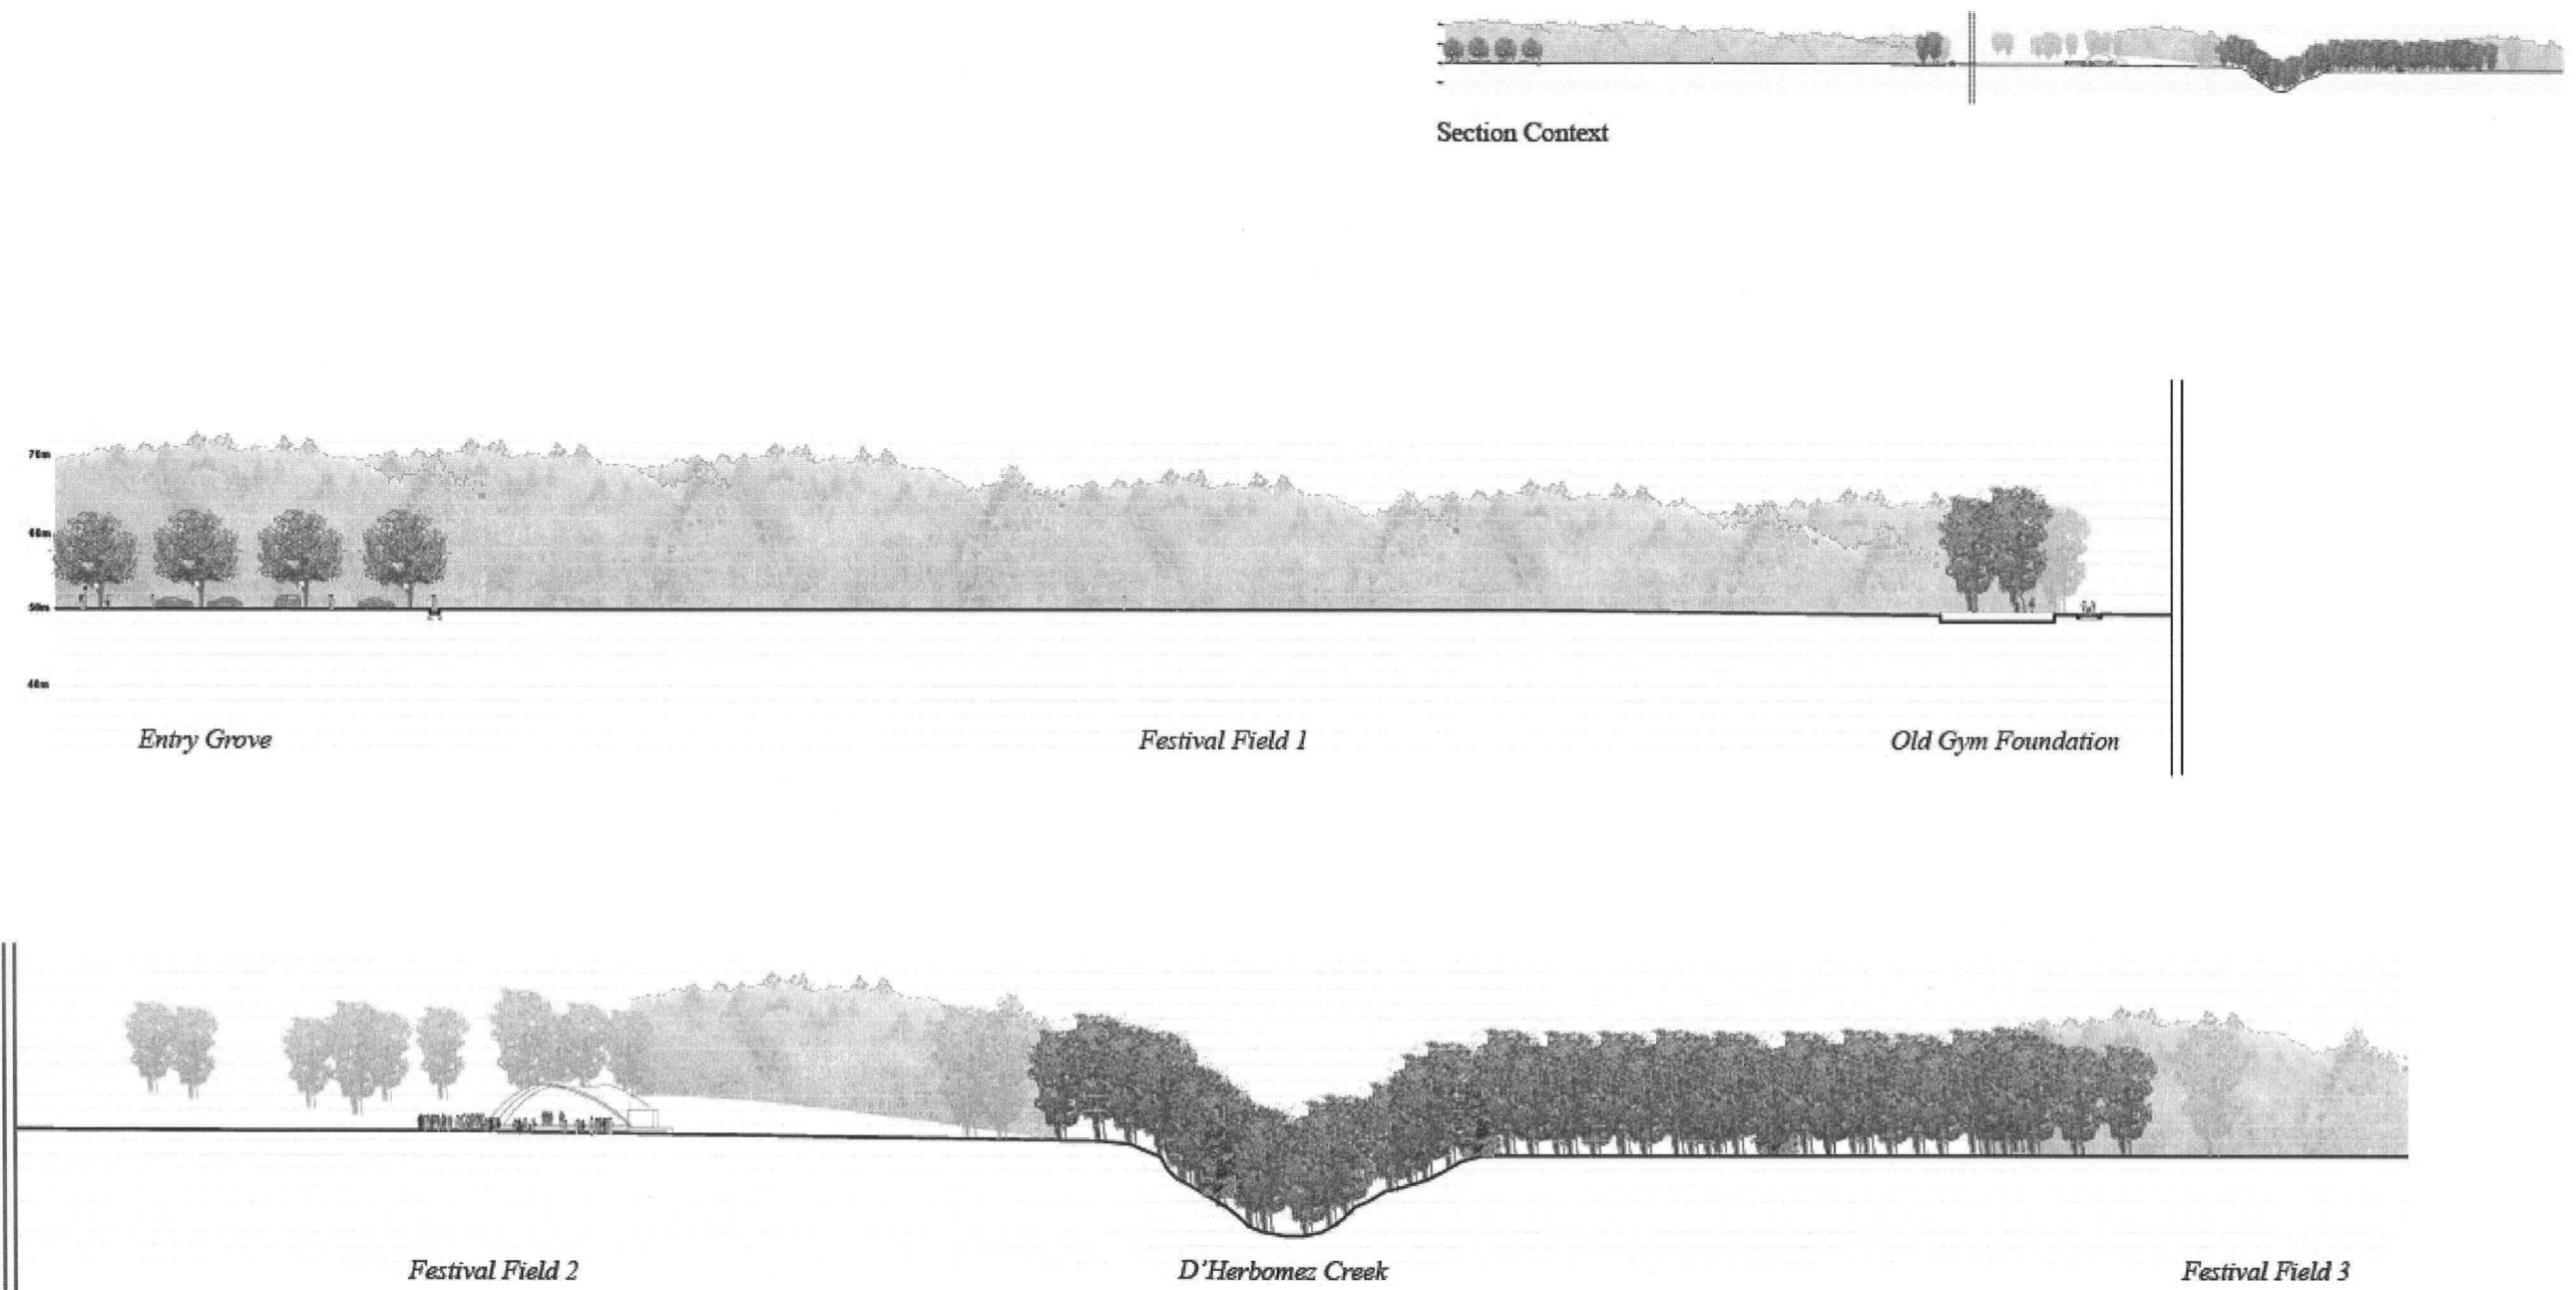 Section Context
70m
60m
50m
40m
Entry Grove
Festival Field 1
Old Gym Foundation
Festival Field 2
D'Herbomez Creek
Festival Field 3